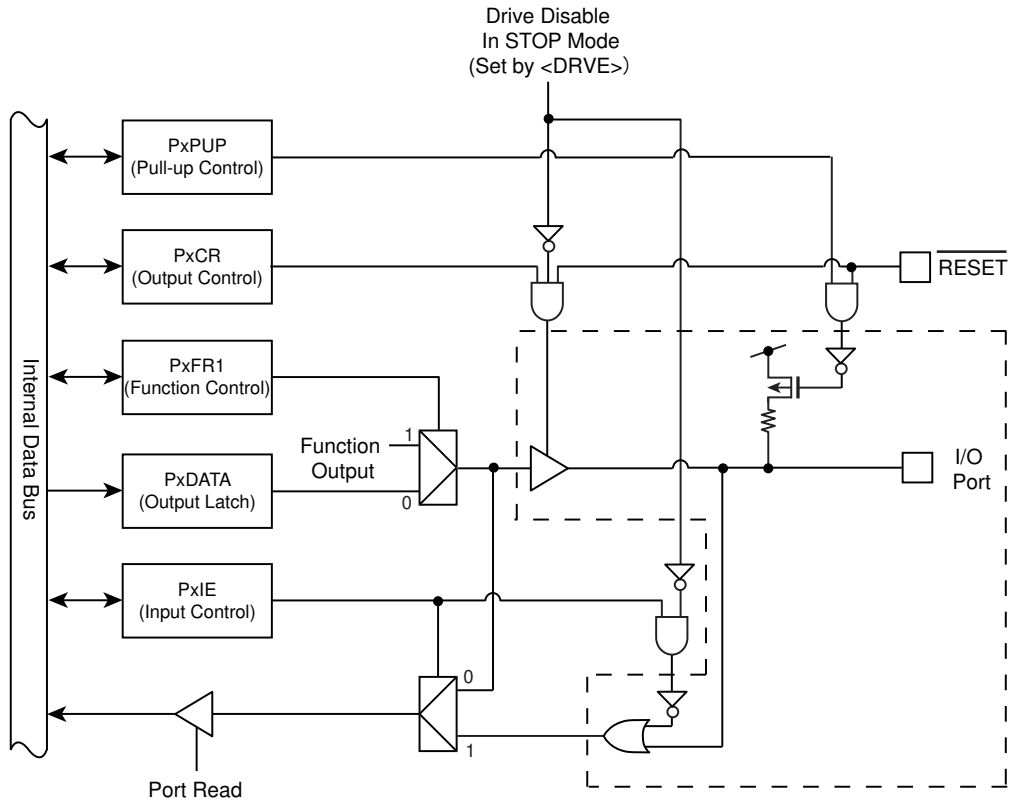 Drive Disable
In STOP Mode
(Set by <DRVE>)
PxPUP
(Pull-up Control)
PxCR
(Output Control)
RESET
PxFR1
(Function Control)
Internal Data Bus
1
Function
Output
I/O
Port
PxDATA
(Output Latch)
0
PxIE
(Input Control)
0
1
Port Read